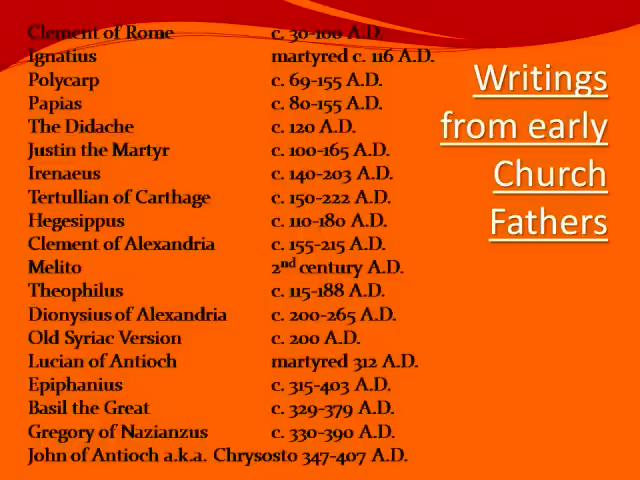 Clement of Rome c. 30-100 A.D.
Ignatius martyred c. 116 A.D.
Polycarp c. 69-155 A.D.
Papias c. 80-155 A.D.
The Didache c. 120 A.D.
Justin the Martyr c. 100-165 A.D.
Irenaeus c. 140-203 A.D.
Tertullian of Carthage c. 150-222 A.D.
Hegesippus c. 110-180 A.D.
Clement of Alexandria c. 155-215 A.D.
Melito 2nd century A.D.
Theophilus c. 115-188 A.D.
Dionysius of Alexandria c. 200-265 A.D.
Old Syriac Version c. 200 A.D.
Lucian of Antioch martyred 312 A.D.
Epiphanius c. 315-403 A.D.
Basil the Great c. 329-379 A.D.
Gregory of Nazianzus c. 330-390 A.D.
John of Antioch a.k.a. Chrysosto 347-407 A.D.
Writings
from early
Church
Fathers